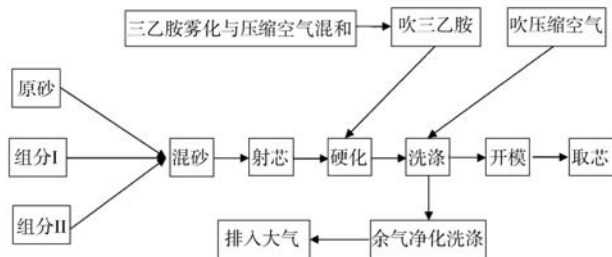 三乙胺雾化与压缩空气混和
吹三乙胺
吹压缩空气
原砂
组分I
组分II
混砂
射芯
硬化
洗涤
开模
取芯
排入大气
余气净化洗涤